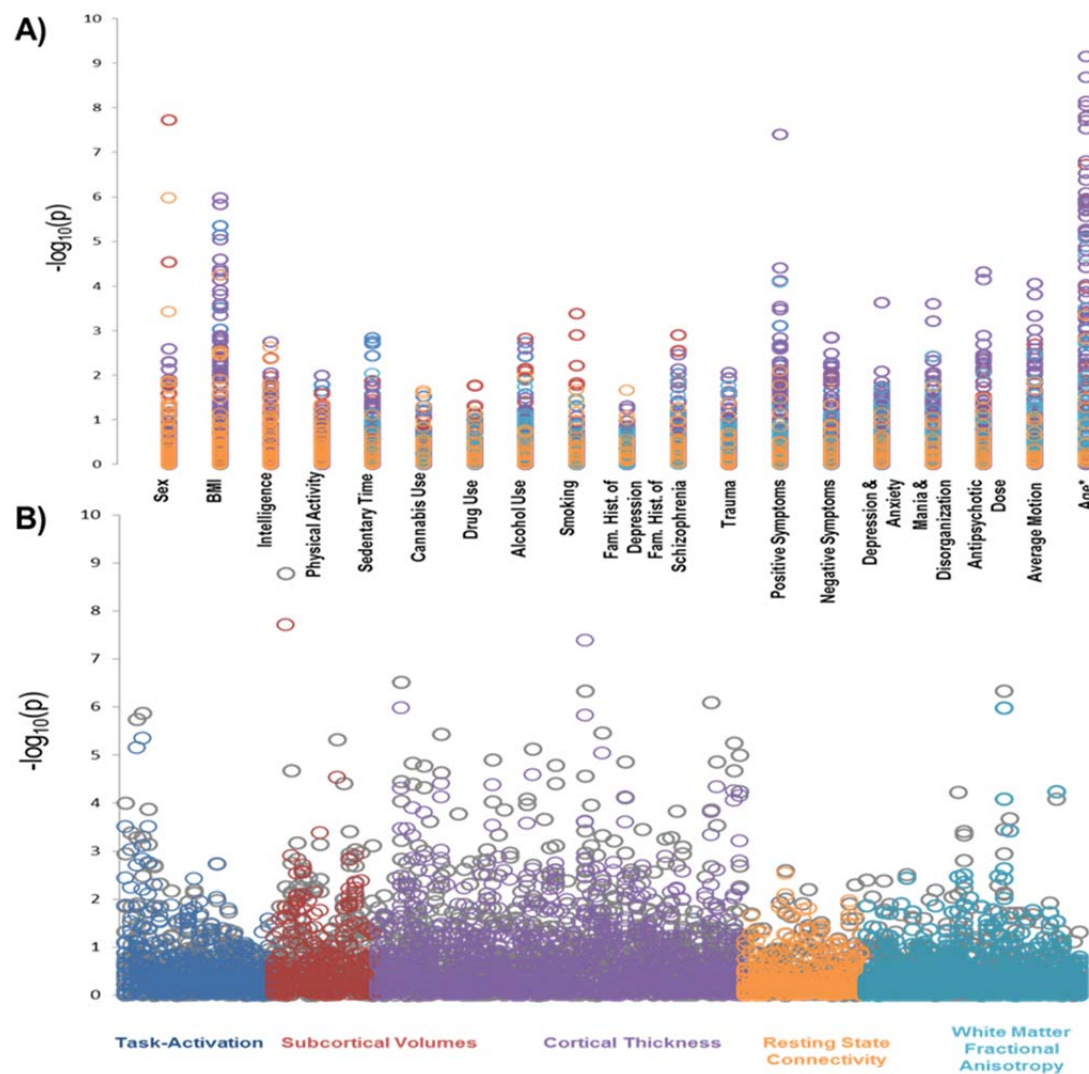 A)
10
9
8
7
6
5
4
3
2
1
0
-log10(p)
Sex
BMI
Intelligence
Physical Activity
Sedentary Time
Cannabis Use
Drug Use
Alcohol Use
Smoking
Fam. Hist. of
Depression
Fam. Hist. of
Schizophrenia
Trauma
Positive Symptoms
Negative Symptoms
Depression &
Anxiety
Mania &
Disorganization
Antipsychotic
Dose
Average Motion
Age*
B)
10
9
8
7
6
5
4
3
2
1
0
-log10(p)
Task-Activation
Subcortical Volumes
Cortical Thickness
Resting State
Connectivity
White Matter
Fractional
Anisotropy